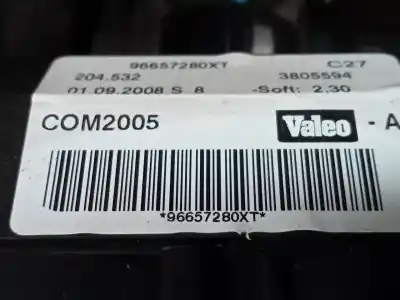 96657280XT C27
204.532 3805594
01.09.2008 S 8 -Soft: 2.30
COM2005 Valeo - A
*96657280XT*